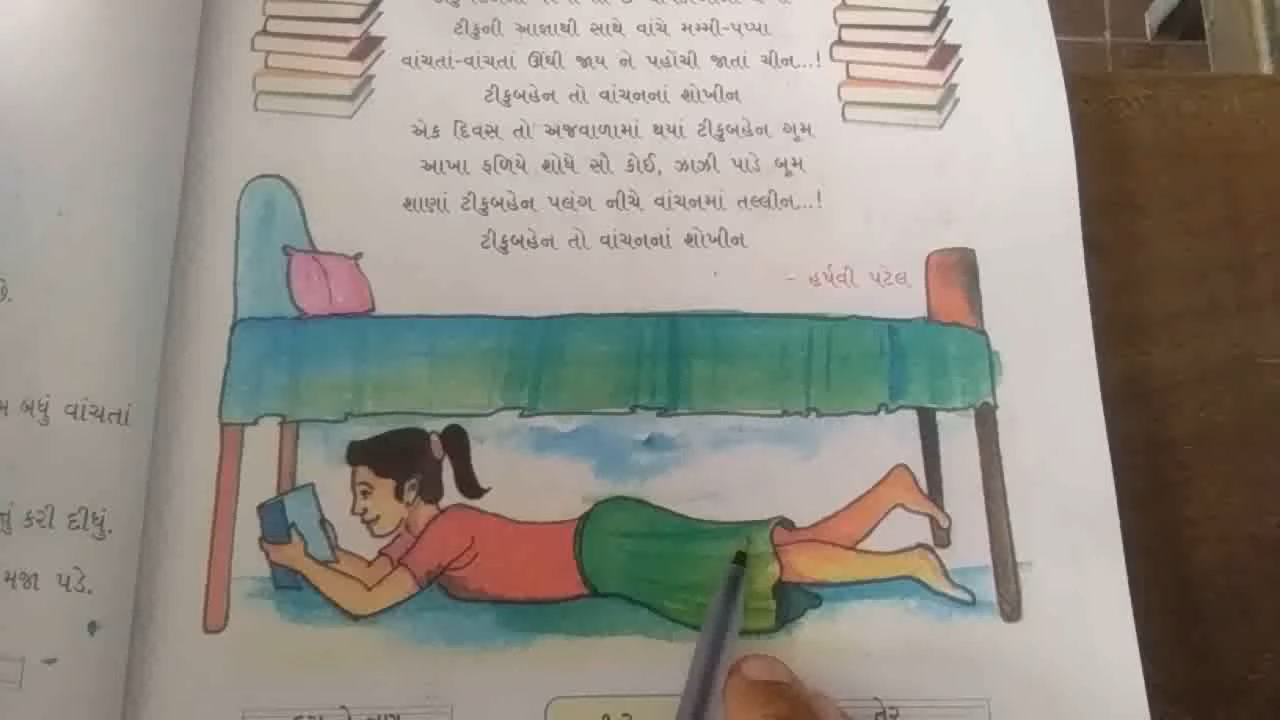 ટીકુની આજ્ઞાથી સાથે વાંચે મમ્મી-પપ્પા
વાંચતાં-વાંચતાં ઊંઘી જાય ને પહોંચી જાતાં ચીન...!
ટીકુબહેન તો વાંચનનાં શોખીન
એક દિવસ તો અજવાળામાં થયાં ટીકુબહેન ગૂમ
આખા ફળિયે શોધે સૌ કોઈ, ઝાઝી પાડે બૂમ
શાણાં ટીકુબહેન પલંગ નીચે વાંચનમાં તલ્લીન...!
ટીકુબહેન તો વાંચનનાં શોખીન
- હર્ષવી પટેલ
છે.
બધું વાંચતાં
કરી દીધું.
મજા પડે.